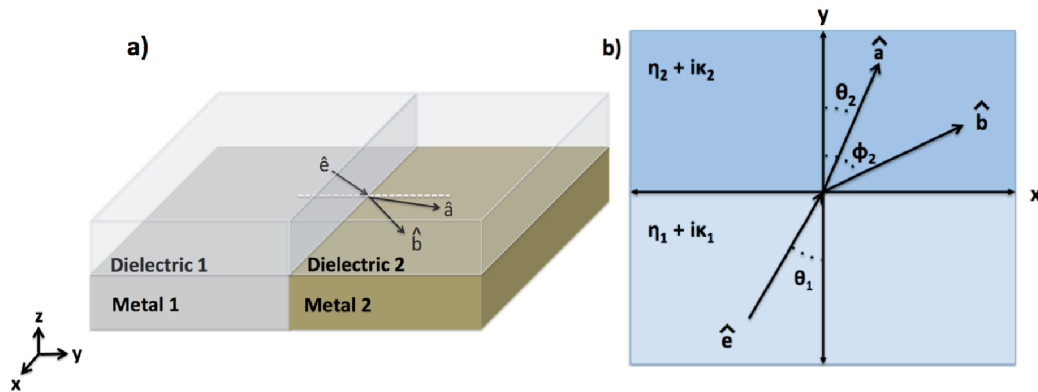 a)
ê
â
b̂
Dielectric 1
Dielectric 2
Metal 1
Metal 2
z
y
x
b)
y
â
η₂ + iκ₂
θ₂
b̂
ϕ₂
x
η₁ + iκ₁
θ₁
ê